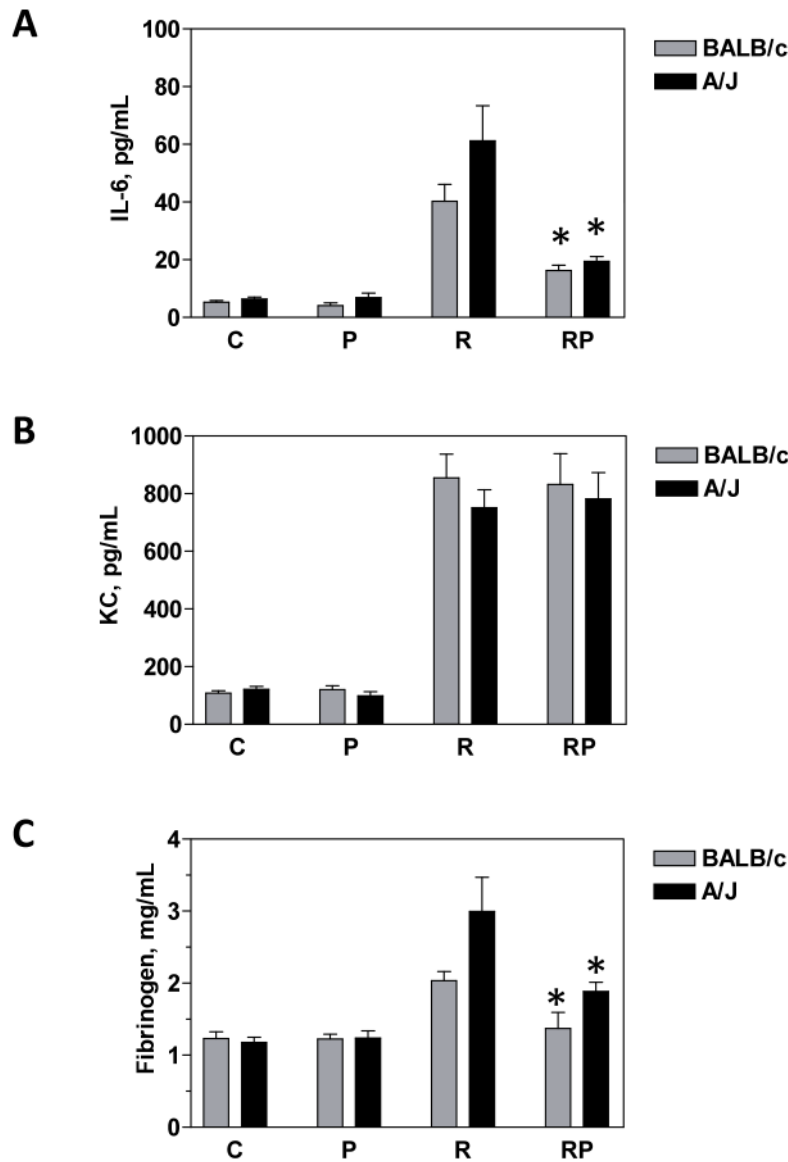 A
IL-6, pg/mL
100
80
60
40
20
0
* *
C P R RP
BALB/c
A/J
B
KC, pg/mL
1000
800
600
400
200
0
C P R RP
BALB/c
A/J
C
Fibrinogen, mg/mL
4
3
2
1
0
* *
C P R RP
BALB/c
A/J